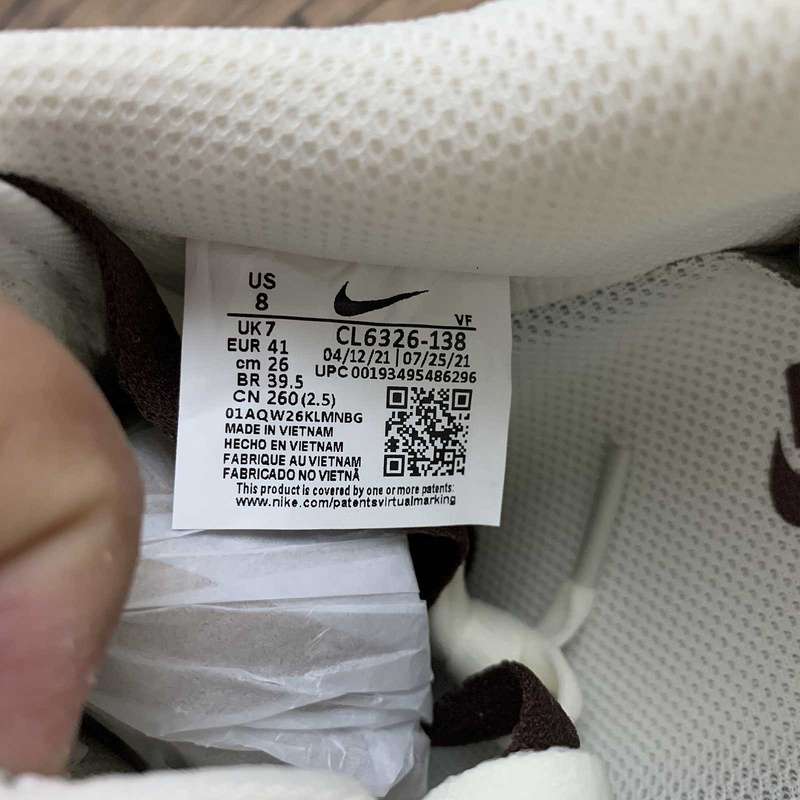 US
8
VF
UK 7
EUR 41
cm 26
BR 39.5
CN 260 (2.5)
CL6326-138
04/12/21 | 07/25/21
UPC 00193495486296
01AQW26KLMNBG
MADE IN VIETNAM
HECHO EN VIETNAM
FABRIQUE AU VIETNAM
FABRICADO NO VIETNÃ
This product is covered by one or more patents:
www.nike.com/patentsvirtualmarking